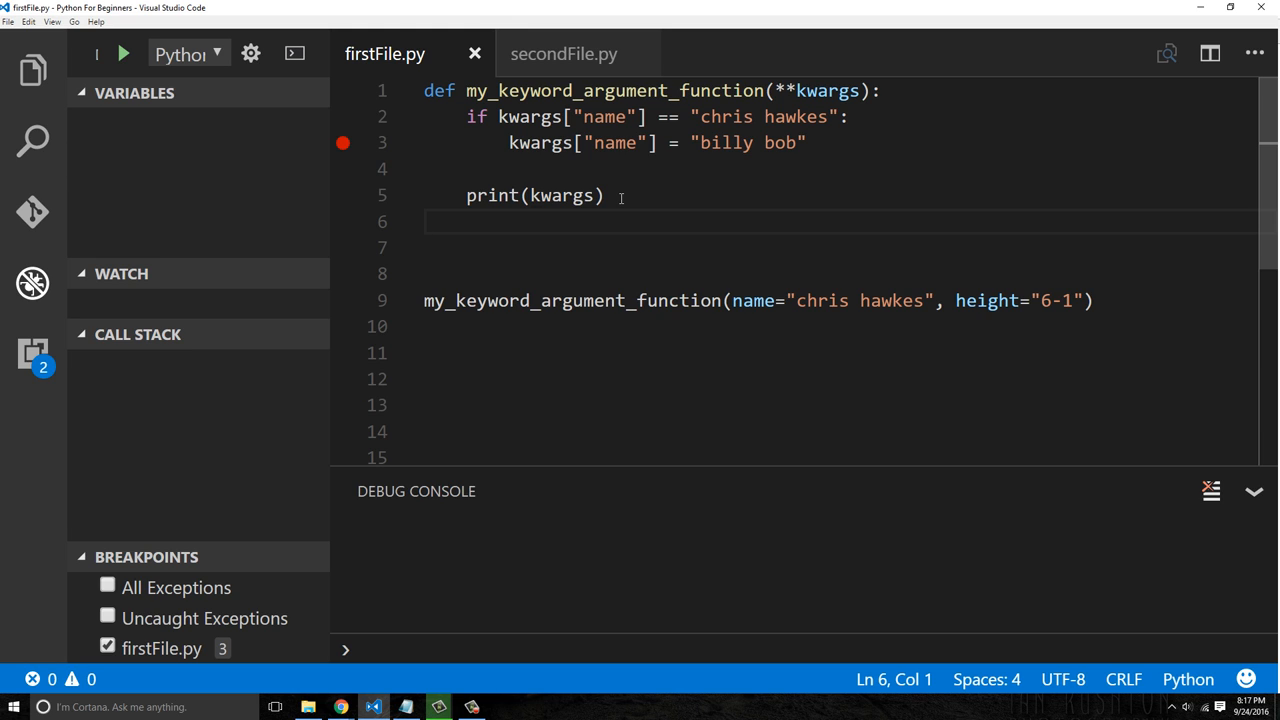 firstFile.py - Python For Beginners - Visual Studio Code
File Edit View Go Help
Python
firstFile.py
secondFile.py
VARIABLES
WATCH
CALL STACK
BREAKPOINTS
All Exceptions
Uncaught Exceptions
firstFile.py 3
2
1 def my_keyword_argument_function(**kwargs):
2 if kwargs["name"] == "chris hawkes":
3 kwargs["name"] = "billy bob"
4
5 print(kwargs)
6
7
8
9 my_keyword_argument_function(name="chris hawkes", height="6-1")
10
11
12
13
14
15
DEBUG CONSOLE
0 0
Ln 6, Col 1 Spaces: 4 UTF-8 CRLF Python
I'm Cortana. Ask me anything.
8:17 PM
9/24/2016